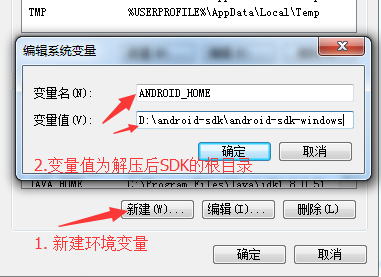 TMP %USERPROFILE%\AppData\Local\Temp
编辑系统变量
变量名(N): ANDROID_HOME
变量值(V): D:\android-sdk\android-sdk-windows
确定 取消
2.变量值为解压后SDK的根目录
JAVA_HOME C:\Program Files\Java\jdk1.8.0_51
新建(W)... 编辑(I)... 删除(L)
1. 新建环境变量
确定 取消